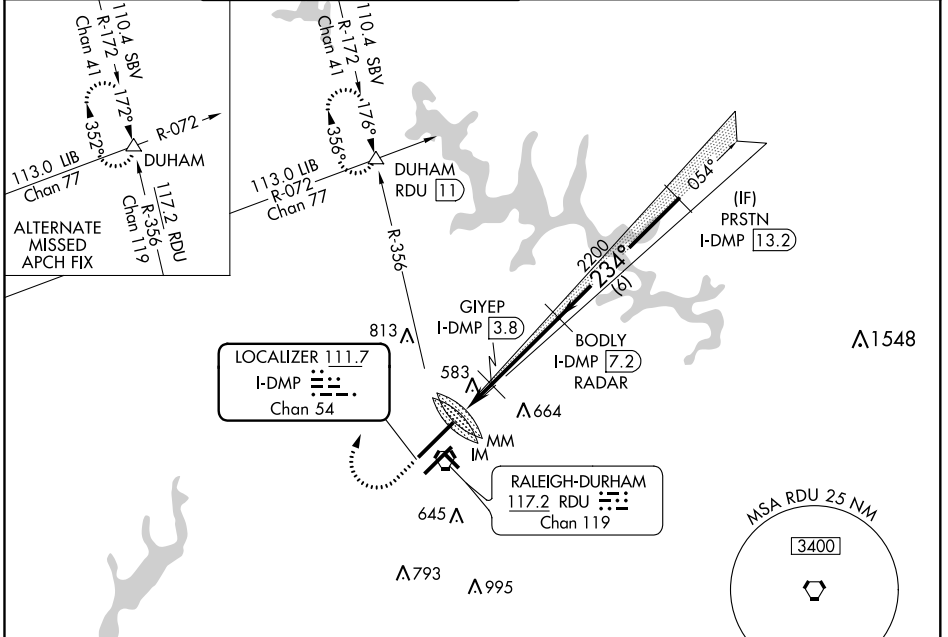 110.4 SBV
R-172
Chan 41
172°
352°
R-072
DUHAM
113.0 LIB
Chan 77
117.2 RDU
R-356
Chan 119
ALTERNATE
MISSED
APCH FIX
110.4 SBV
R-172
Chan 41
176°
356°
113.0 LIB
R-072
Chan 77
DUHAM
RDU 11
R-356
054°
(IF)
PRSTN
I-DMP 13.2
2200
234°
(6)
GIYEP
I-DMP 3.8
BODLY
I-DMP 7.2
RADAR
813
1548
LOCALIZER 111.7
I-DMP
Chan 54
583
664
MM
IM
RALEIGH-DURHAM
117.2 RDU
Chan 119
645
793
995
MSA RDU 25 NM
3400